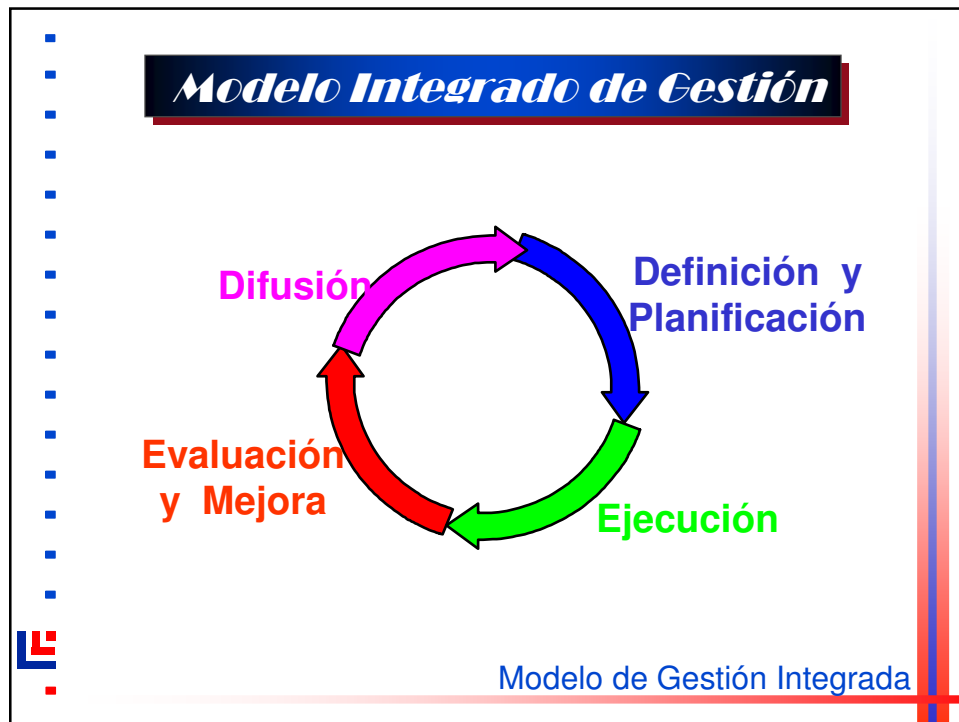 Modelo Integrado de Gestión
Difusión
Definición y
Planificación
Evaluación
y Mejora
Ejecución
Modelo de Gestión Integrada